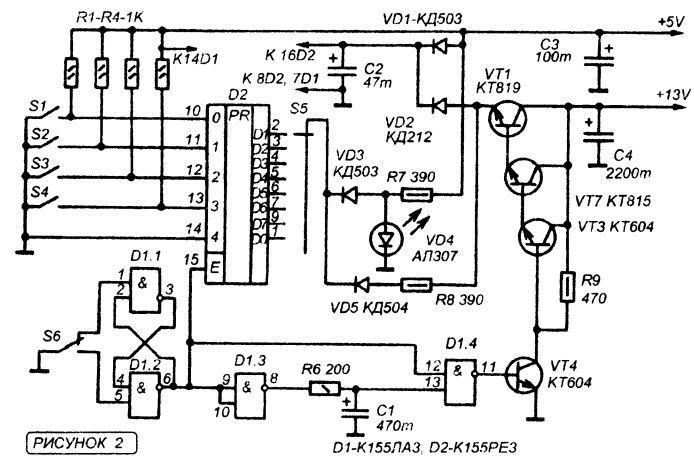 R1-R4-1K
VD1-КД503
+5V
К14D1
К 16D2
К 8D2, 7D1
C2
47m
C3
100m
VT1
КТ819
+13V
D2
PR
S5
VD2
КД212
C4
2200m
S1
10
0
S2
11
1
S3
12
2
S4
13
3
14
4
15
E
D1 2
D2 3
D3 4
D4 5
D5 6
D6 7
D7 9
D0 1
VD3
КД503
R7 390
VT7 КТ815
VT3 КТ604
VD4
АЛ307
VD5 КД504
R8 390
R9
470
D1.1
1
2
&
3
S6
D1.2
4
5
&
6
D1.3
9
10
&
8
R6 200
C1
470m
D1.4
12
13
&
11
VT4
КТ604
РИСУНОК 2
D1-К155ЛА3, D2-К155РЕ3